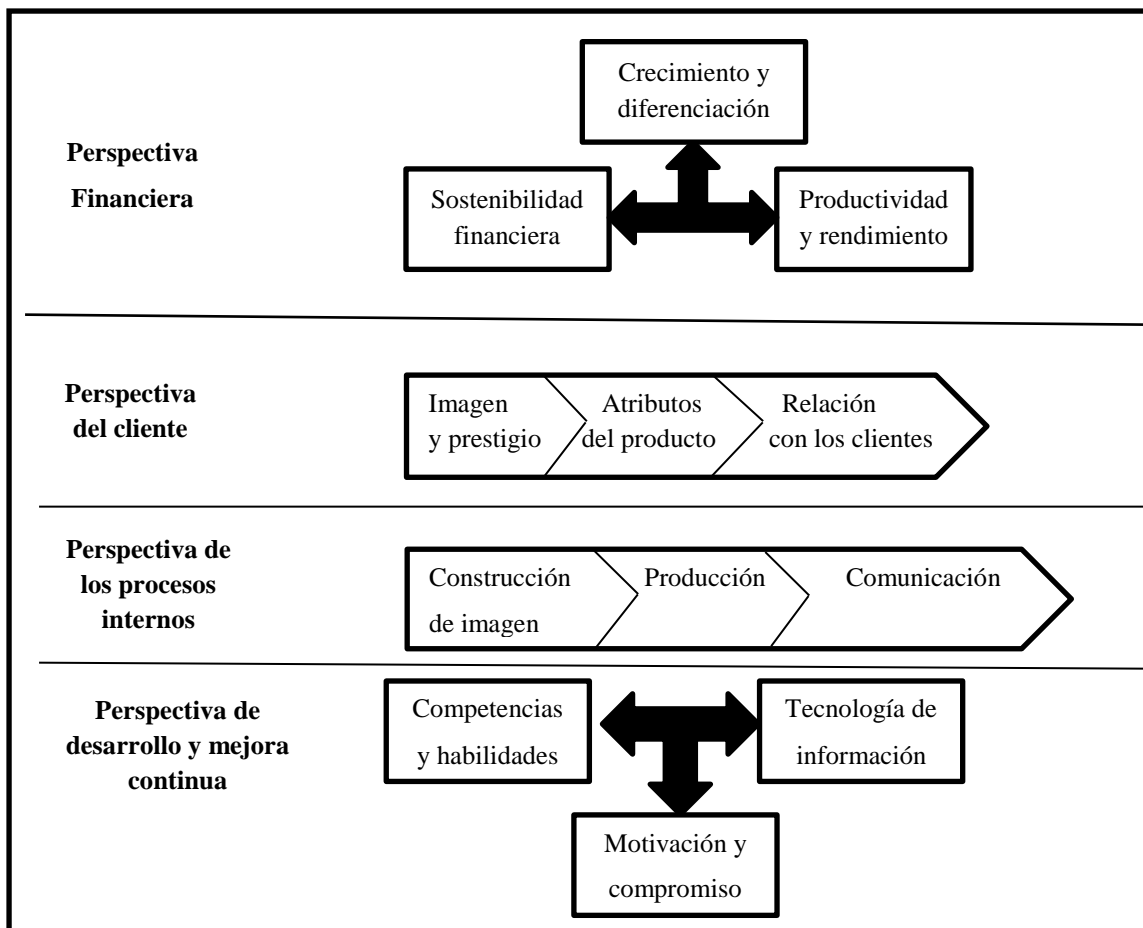 Crecimiento y
diferenciación
Perspectiva
Financiera
Sostenibilidad
financiera
Productividad
y rendimiento
Perspectiva
del cliente
Imagen
y prestigio
Atributos
del producto
Relación
con los clientes
Perspectiva de
los procesos
internos
Construcción
de imagen
Producción
Comunicación
Perspectiva de
desarrollo y mejora
continua
Competencias
y habilidades
Tecnología de
información
Motivación y
compromiso